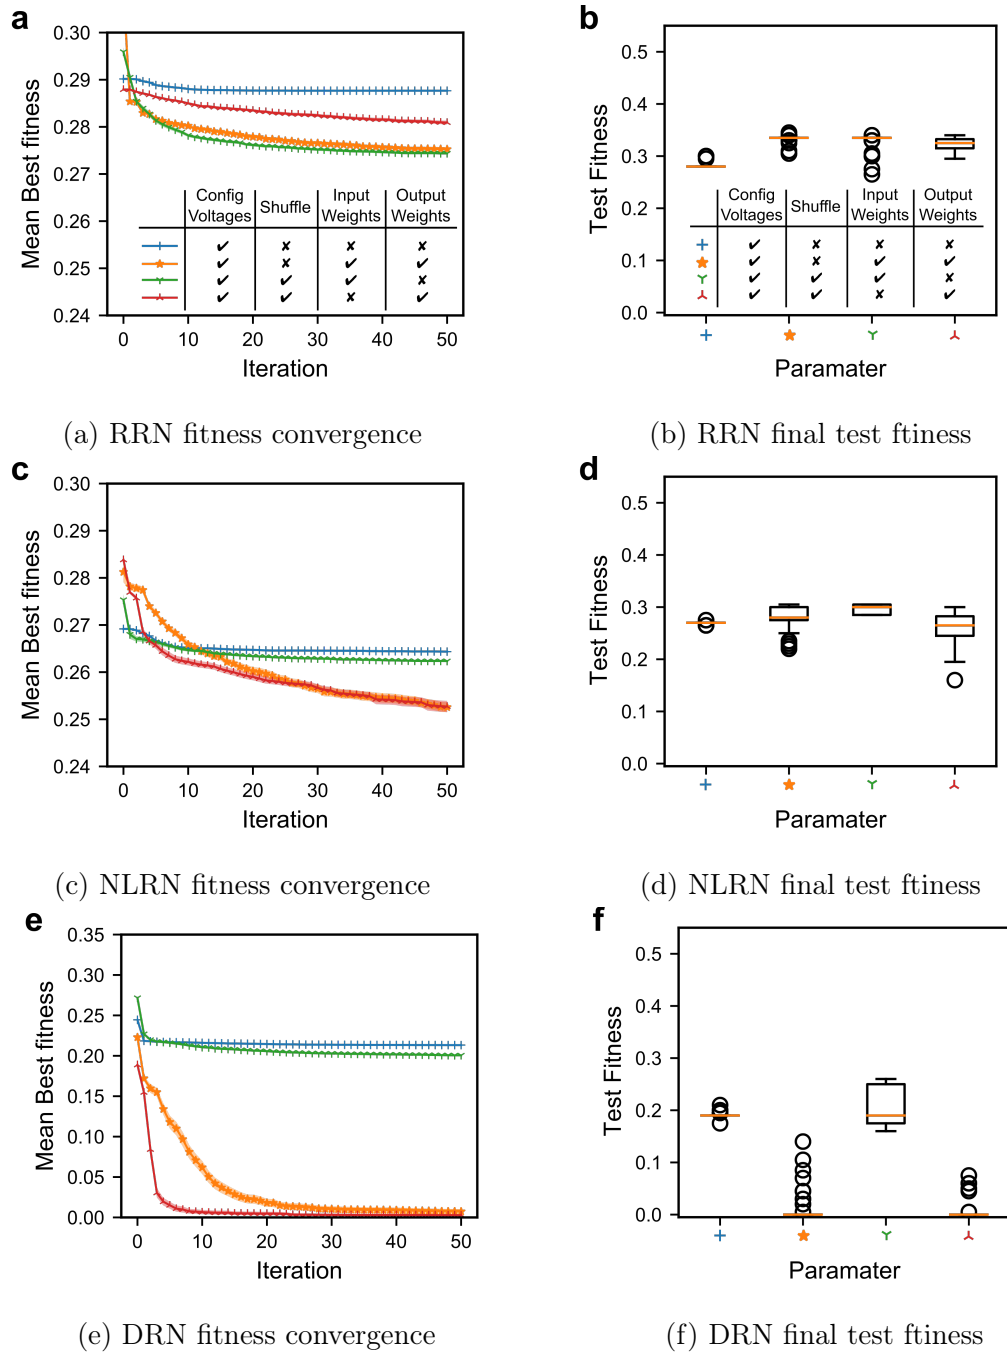 a
0.30
0.29
0.28
0.27
0.26
0.25
0.24
Mean Best fitness
Config Voltages Shuffle Input Weights Output Weights
✔ ✘ ✘ ✘
✔ ✘ ✔ ✔
✔ ✔ ✔ ✘
✔ ✔ ✘ ✔
0 10 20 30 40 50
Iteration
(a) RRN fitness convergence
b
0.5
0.4
0.3
0.2
0.1
0.0
Test Fitness
Config Voltages Shuffle Input Weights Output Weights
✔ ✘ ✘ ✘
✔ ✘ ✔ ✔
✔ ✔ ✔ ✘
✔ ✔ ✘ ✔
Paramater
(b) RRN final test ftiness
c
0.30
0.29
0.28
0.27
0.26
0.25
0.24
Mean Best fitness
0 10 20 30 40 50
Iteration
(c) NLRN fitness convergence
d
0.5
0.4
0.3
0.2
0.1
0.0
Test Fitness
Paramater
(d) NLRN final test ftiness
e
0.35
0.30
0.25
0.20
0.15
0.10
0.05
0.00
Mean Best fitness
0 10 20 30 40 50
Iteration
(e) DRN fitness convergence
f
0.5
0.4
0.3
0.2
0.1
0.0
Test Fitness
Paramater
(f) DRN final test ftiness